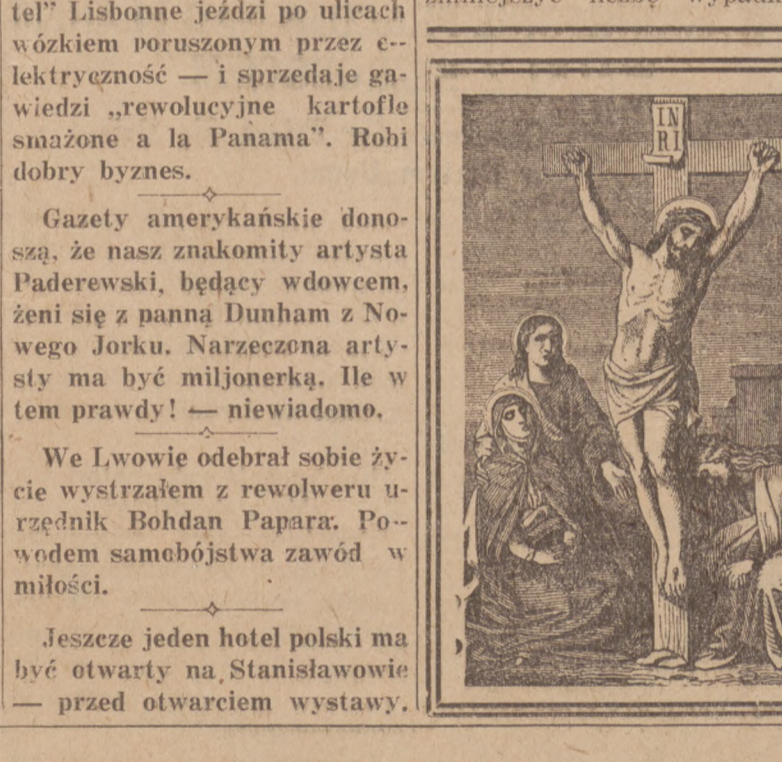 tel” Lisbonne jeździ po ulicach
wózkiem poruszonym przez e-
lektryczność — i sprzedaje ga-
wiedzi „rewolucyjne kartofle
smażone a la Panama”. Robi
dobry byznes.
Gazety amerykańskie dono-
szą, że nasz znakomity artysta
Paderewski, będący wdowcem,
żeni się z panną Dunham z No-
wego Jorku. Narzeczona arty-
sty ma być miljonerką. Ile w
tem prawdy! — niewiadomo.
We Lwowie odebrał sobie ży-
cie wystrzałem z rewolweru u-
rzędnik Bohdan Papara. Po-
wodem samobójstwa zawód w
miłości.
Jeszcze jeden hotel polski ma
być otwarty na Stanisławowie
— przed otwarciem wystawy.
zmniejszyć liczbę
IN
RI